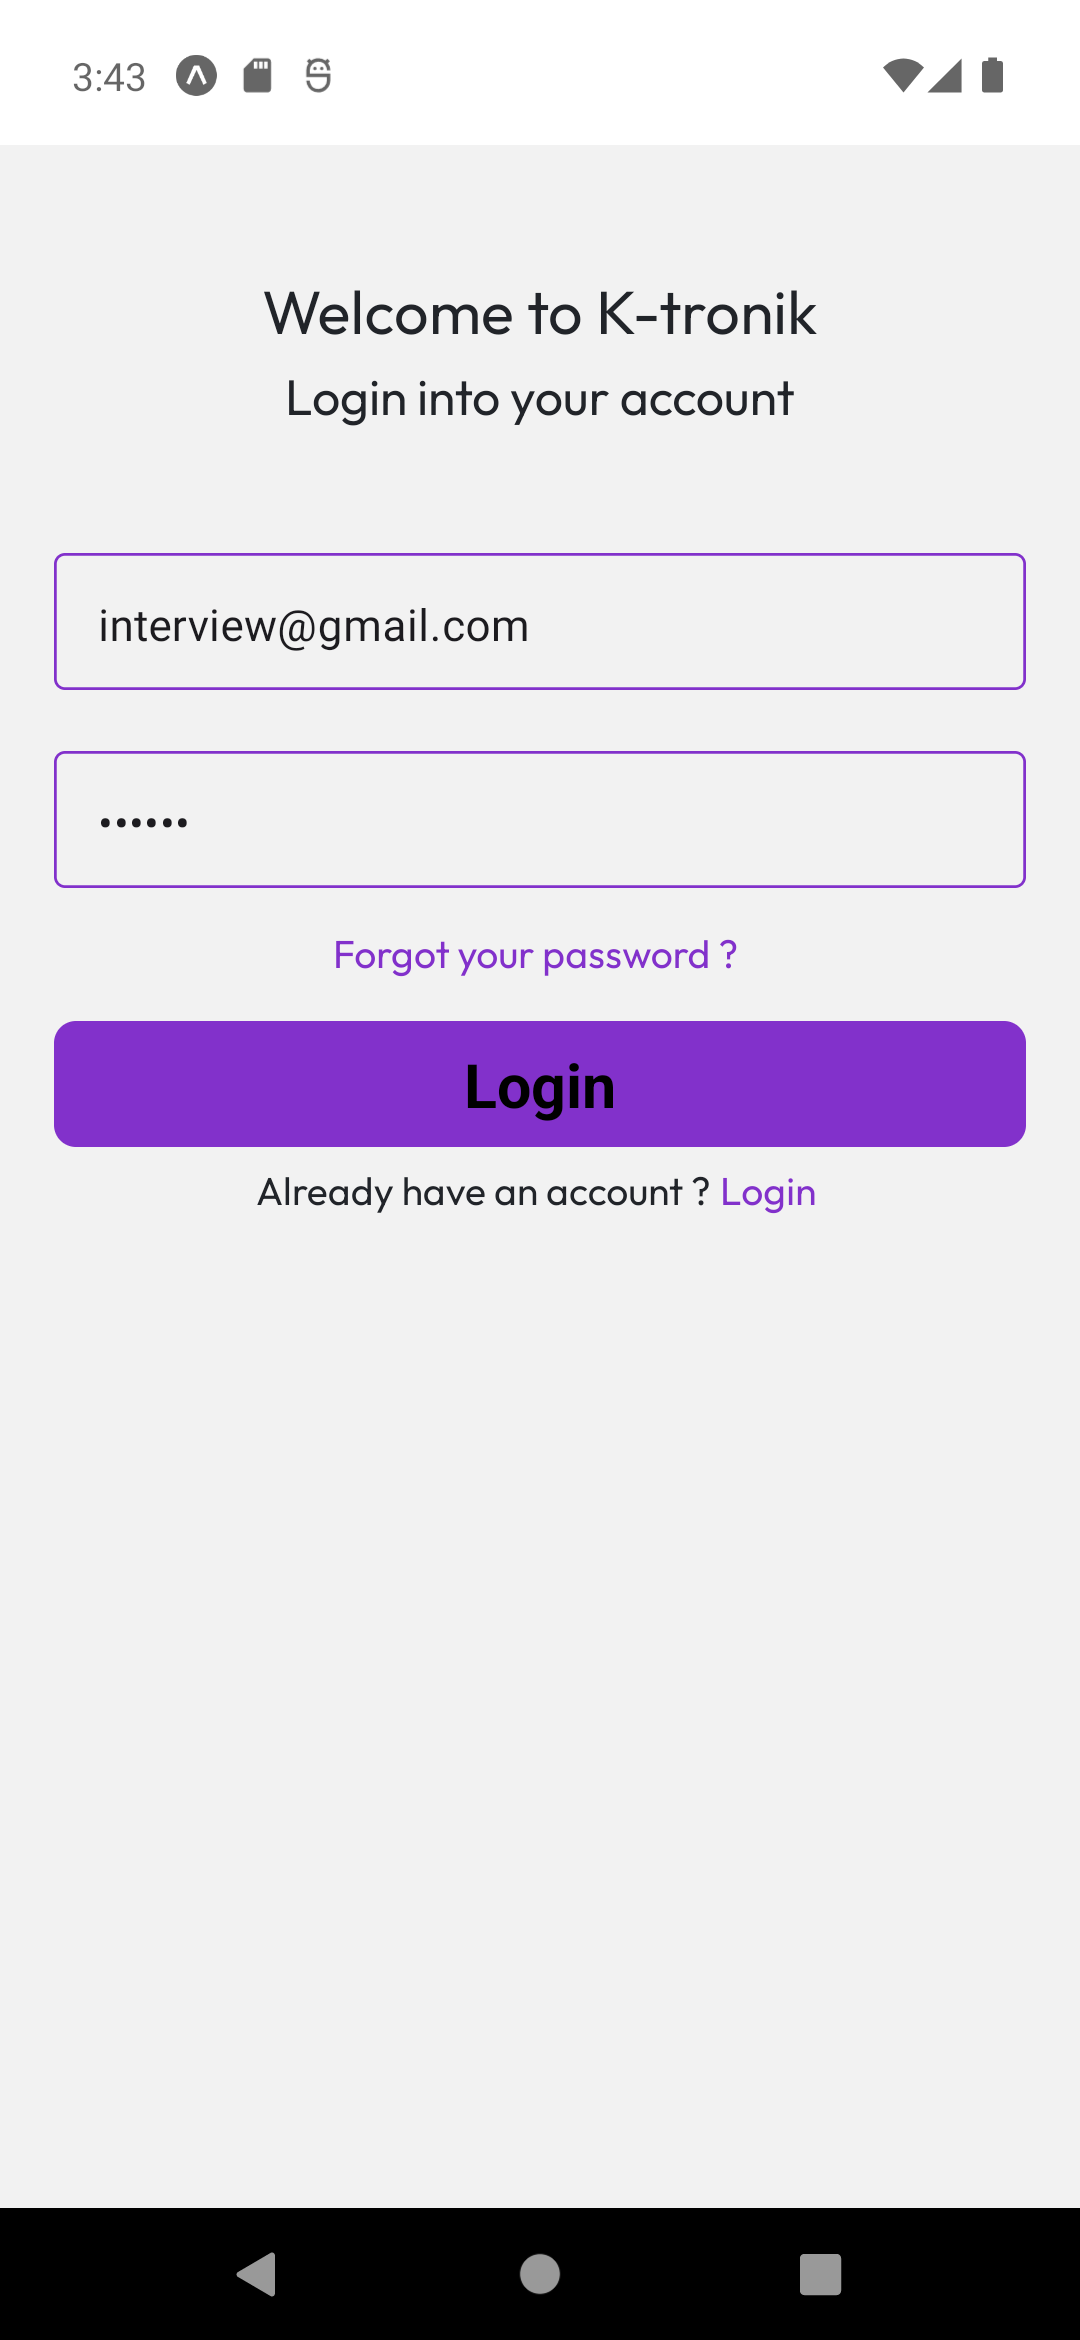 3:43
Welcome to K-tronik
Login into your account
interview@gmail.com
••••••
Forgot your password ?
Login
Already have an account ? Login